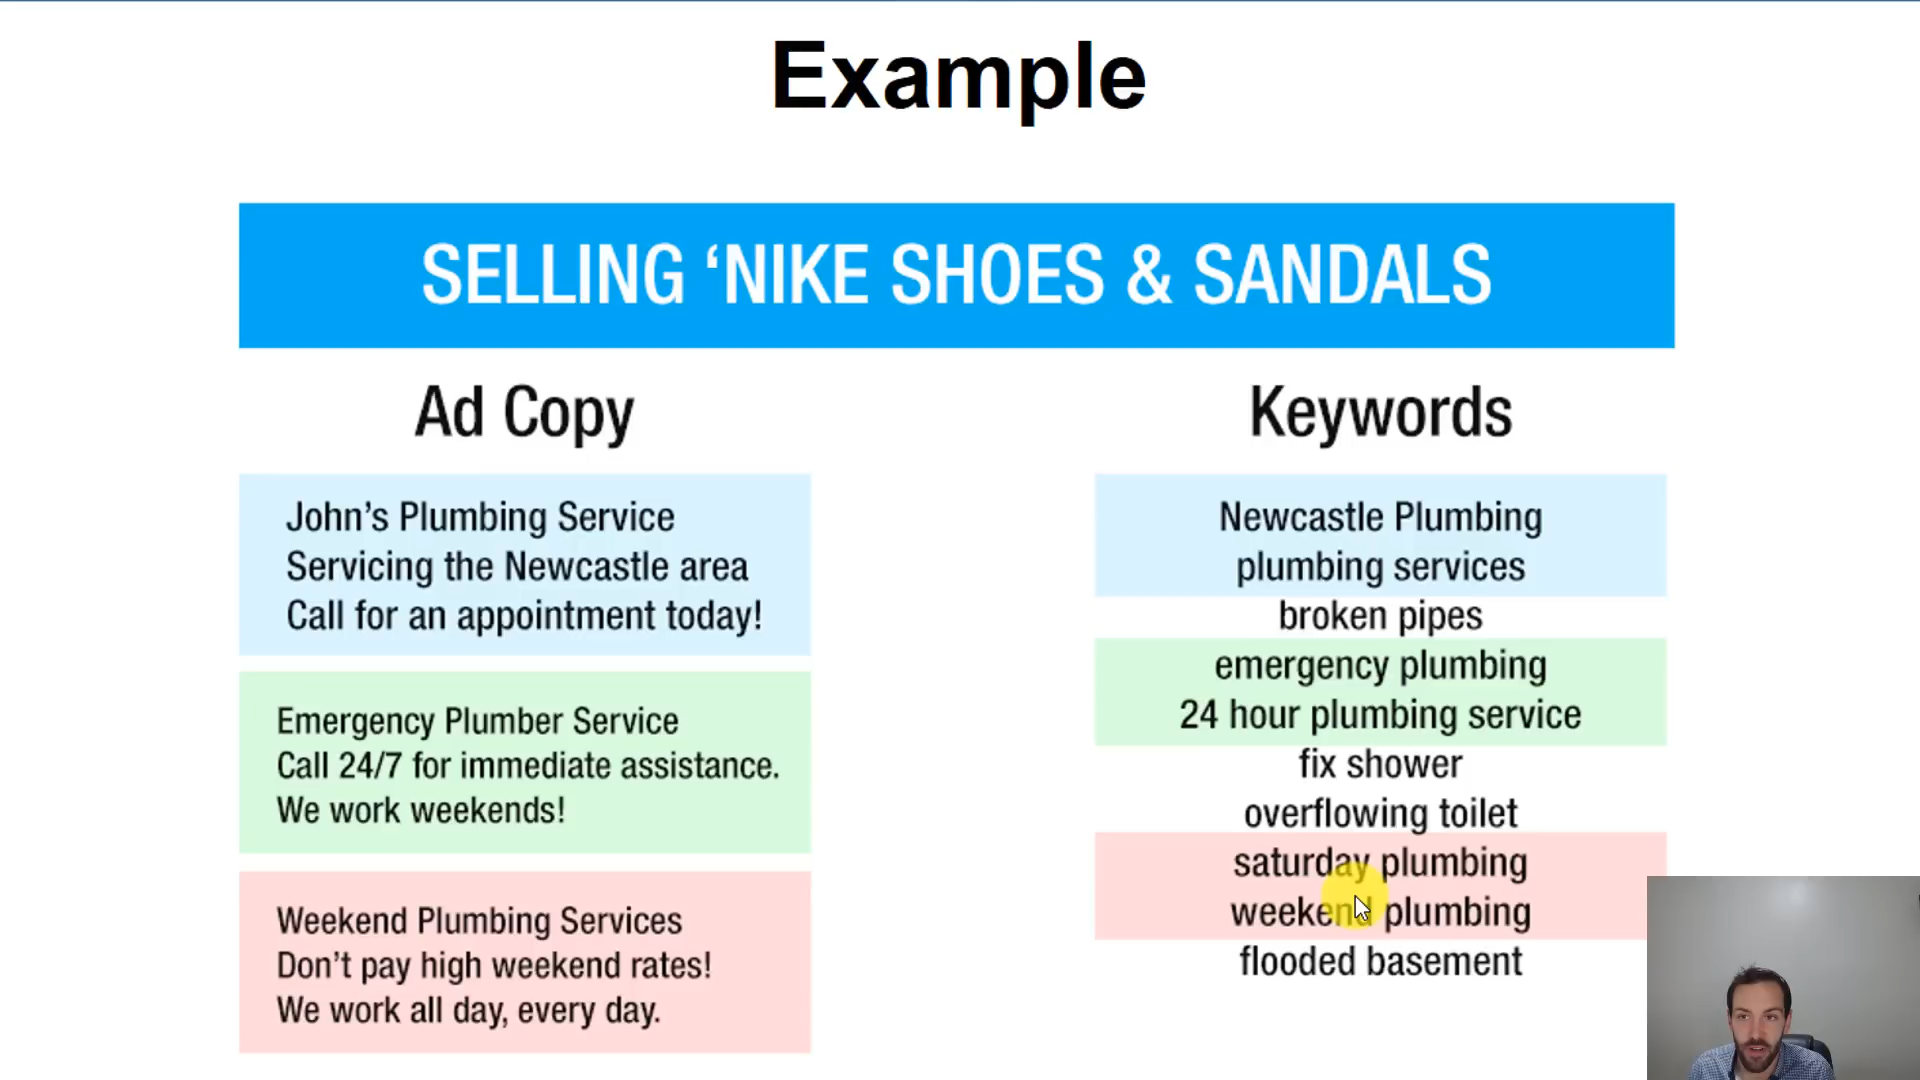 Example
SELLING ‘NIKE SHOES & SANDALS
Ad Copy
John’s Plumbing Service
Servicing the Newcastle area
Call for an appointment today!
Emergency Plumber Service
Call 24/7 for immediate assistance.
We work weekends!
Weekend Plumbing Services
Don’t pay high weekend rates!
We work all day, every day.
Keywords
Newcastle Plumbing
plumbing services
broken pipes
emergency plumbing
24 hour plumbing service
fix shower
overflowing toilet
saturday plumbing
weekend plumbing
flooded basement